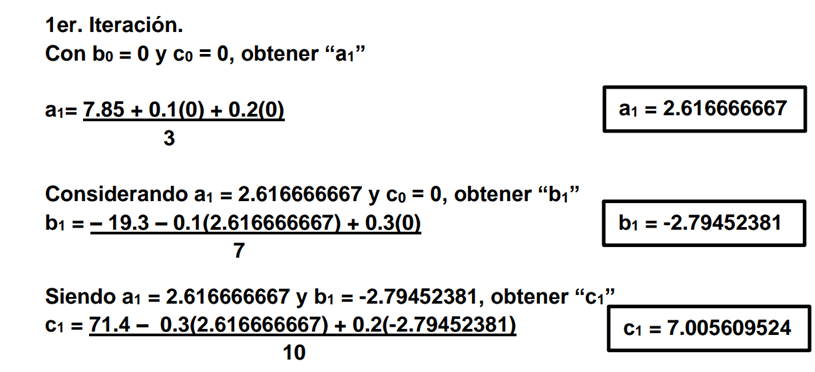 1er. Iteración.
Con b₀ = 0 y c₀ = 0, obtener “a₁”
a₁= 7.85 + 0.1(0) + 0.2(0)
3
a₁ = 2.616666667
Considerando a₁ = 2.616666667 y c₀ = 0, obtener “b₁”
b₁ = – 19.3 – 0.1(2.616666667) + 0.3(0)
7
b₁ = -2.79452381
Siendo a₁ = 2.616666667 y b₁ = -2.79452381, obtener “c₁”
c₁ = 71.4 – 0.3(2.616666667) + 0.2(-2.79452381)
10
c₁ = 7.005609524